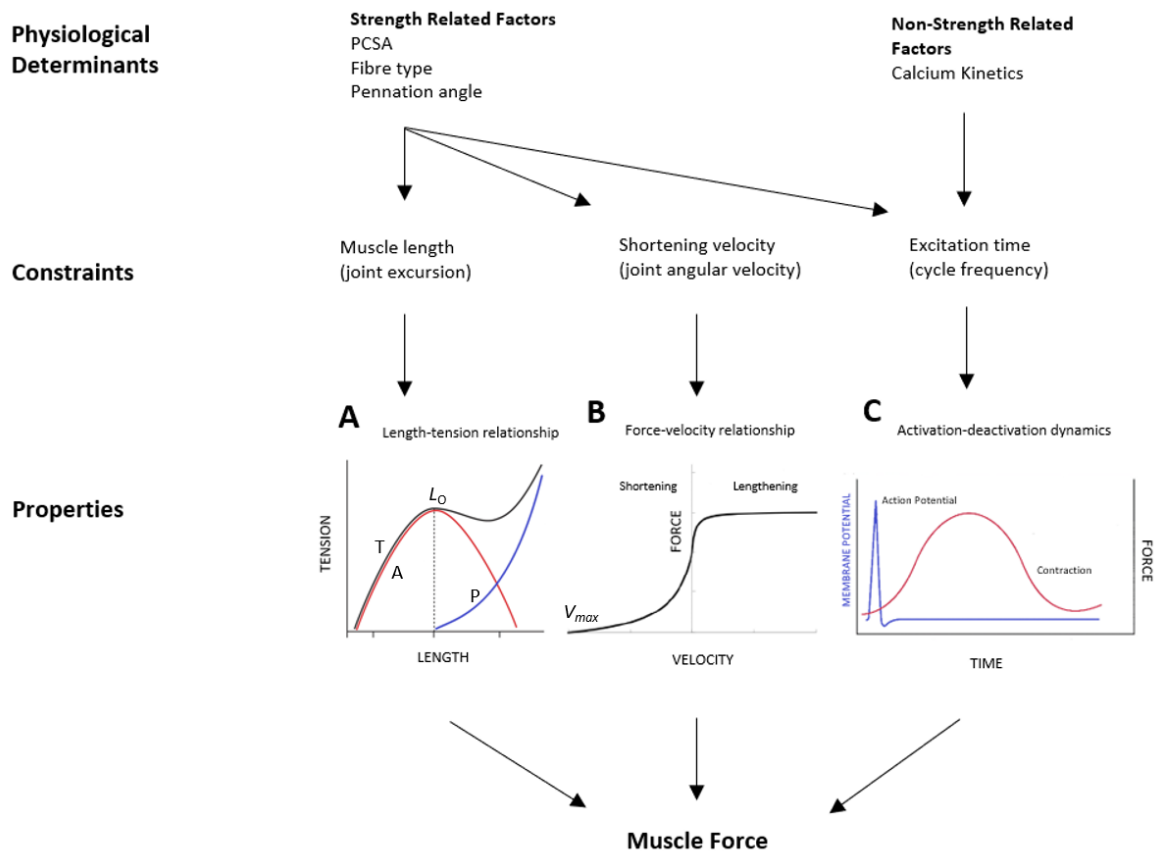 Physiological
Determinants
Strength Related Factors
PCSA
Fibre type
Pennation angle
Non-Strength Related
Factors
Calcium Kinetics
Constraints
Muscle length
(joint excursion)
Shortening velocity
(joint angular velocity)
Excitation time
(cycle frequency)
Properties
A
Length-tension relationship
TENSION
L₀
T
A
P
LENGTH
B
Force-velocity relationship
Shortening
Lengthening
FORCE
Vmax
VELOCITY
C
Activation-deactivation dynamics
MEMBRANE POTENTIAL
Action Potential
Contraction
FORCE
TIME
Muscle Force